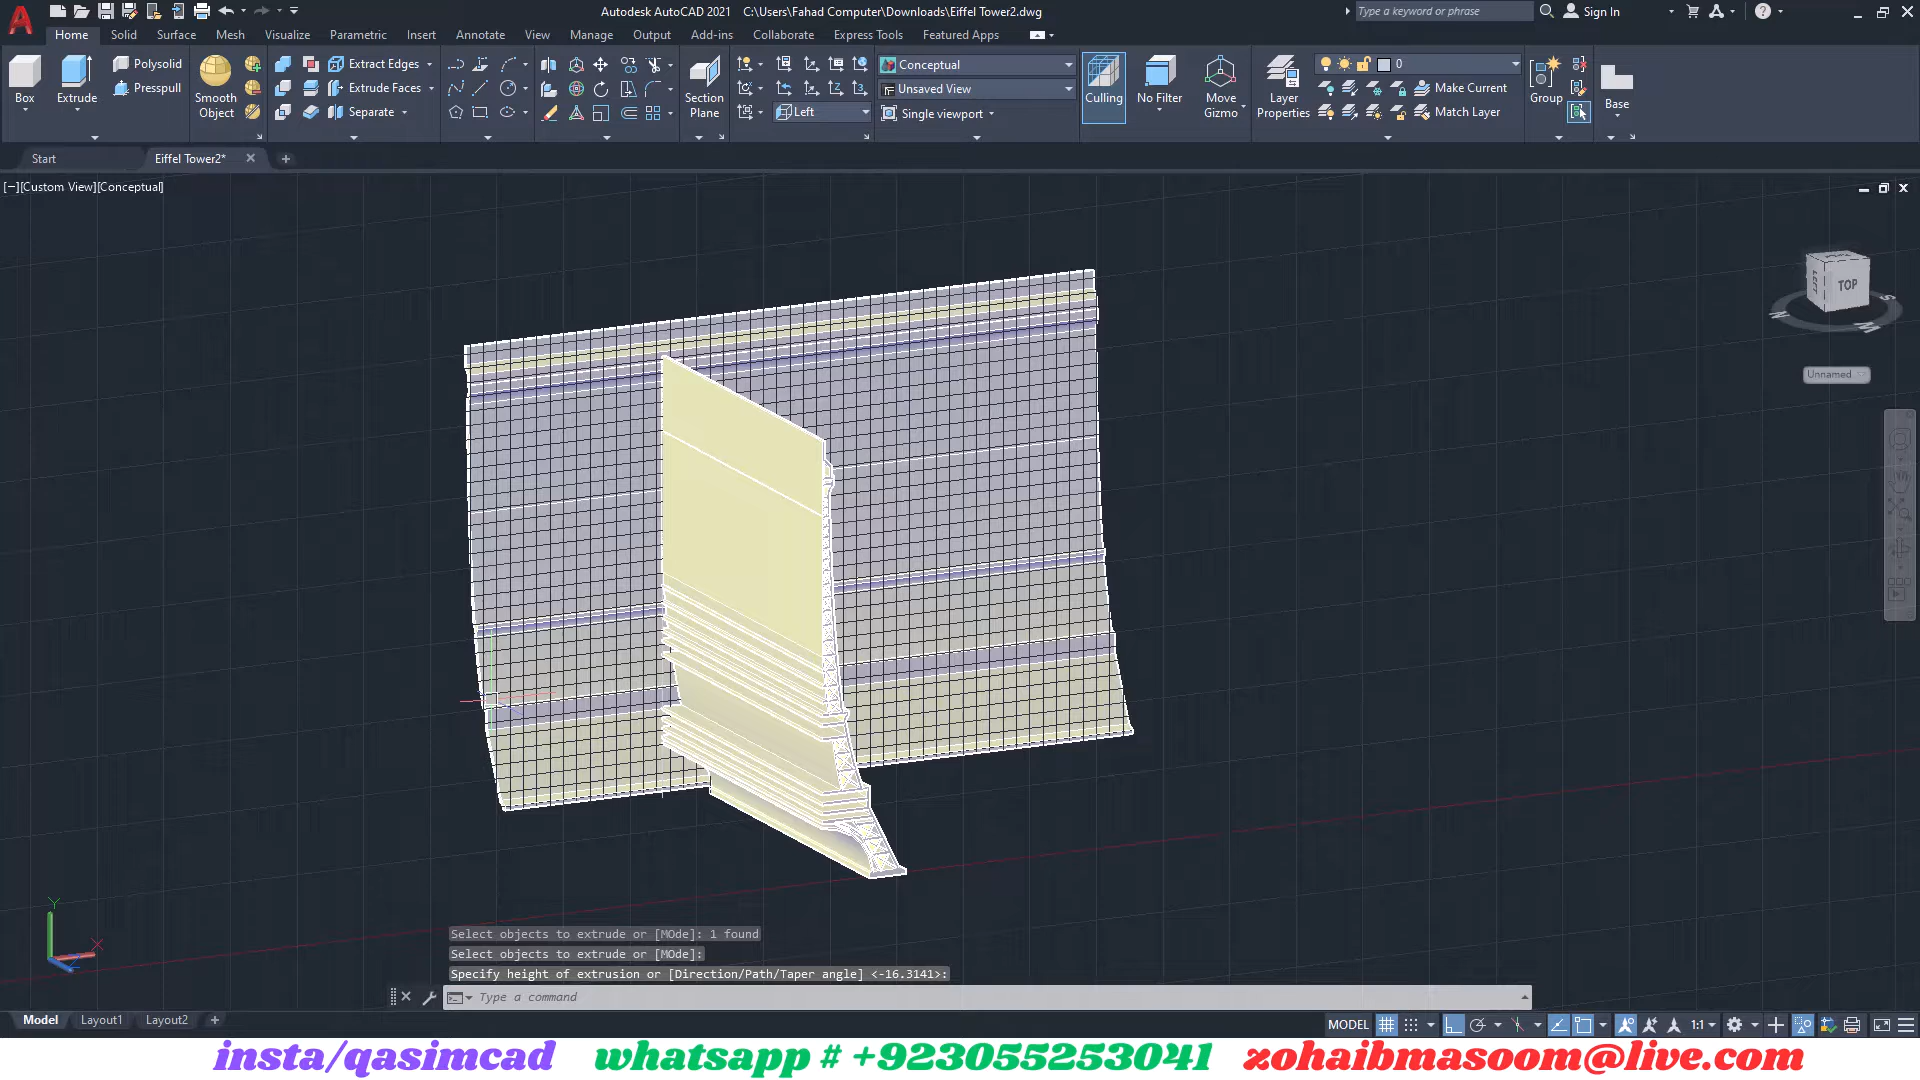 Autodesk AutoCAD 2021 C:\Users\Fahad Computer\Downloads\Eiffel Tower2.dwg
Type a keyword or phrase
Sign In
Home Solid Surface Mesh Visualize Parametric Insert Annotate View Manage Output Add-ins Collaborate Express Tools Featured Apps
Box
Extrude
Polysolid
Presspull
Smooth
Object
Extract Edges
Extrude Faces
Separate
Section
Plane
Left
Conceptual
Unsaved View
Single viewport
Culling
No Filter
Move
Gizmo
Layer
Properties
0
Make Current
Match Layer
Group
Base
Start
Eiffel Tower2*
[−][Custom View][Conceptual]
TOP
LEFT
N
S
Unnamed
Y
X
Select objects to extrude or [MOde]: 1 found
Select objects to extrude or [MOde]:
Specify height of extrusion or [Direction/Path/Taper angle] <-16.3141>:
Type a command
Model Layout1 Layout2
MODEL
1:1
insta/qasimcad whatsapp # +923055253041 zohaibmasoom@live.com